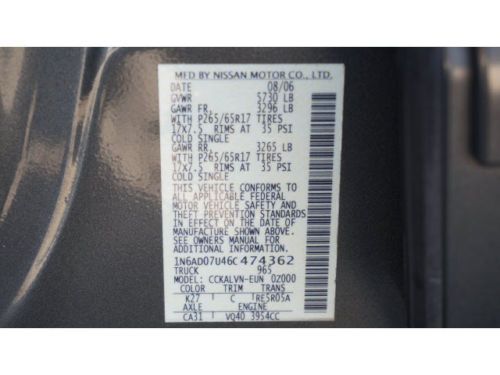 MFD BY NISSAN MOTOR CO., LTD.
DATE 08/06
GVWR 5730 LB
GAWR FR, 3296 LB
WITH P265/65R17 TIRES
17X7.5 RIMS AT 35 PSI
COLD SINGLE
GAWR RR, 3265 LB
WITH P265/65R17 TIRES
17X7.5 RIMS AT 35 PSI
COLD SINGLE
THIS VEHICLE CONFORMS TO
ALL APPLICABLE FEDERAL
MOTOR VEHICLE SAFETY AND
THEFT PREVENTION STANDARDS
IN EFFECT ON THE DATE OF
MANUFACTURE SHOWN ABOVE.
SEE OWNERS MANUAL FOR
ADDITIONAL INFORMATION.
1N6AD07U46C474362
TRUCK 965
MODEL: CCKALVN-EUN 0Z000
COLOR TRIM TRANS
K27 C RE5R05A
AXLE ENGINE
CA31 VQ40 3954CC